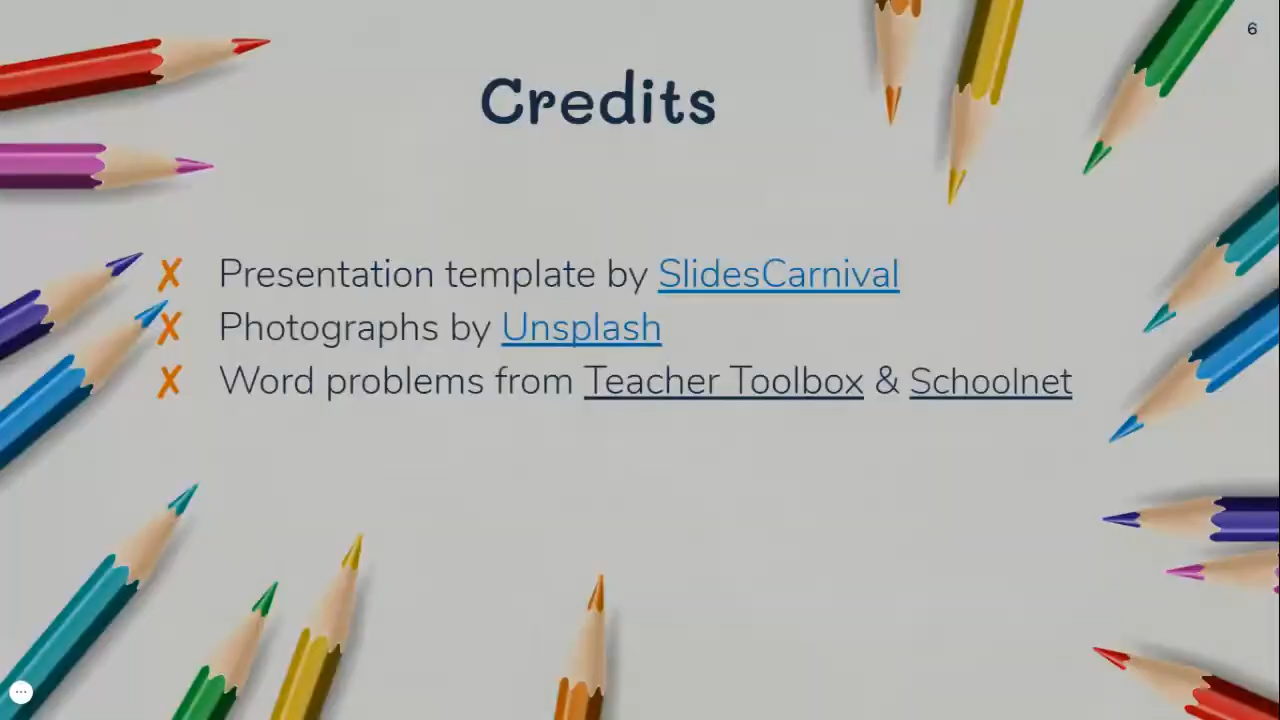 6
Credits
✗ Presentation template by SlidesCarnival
✗ Photographs by Unsplash
✗ Word problems from Teacher Toolbox & Schoolnet